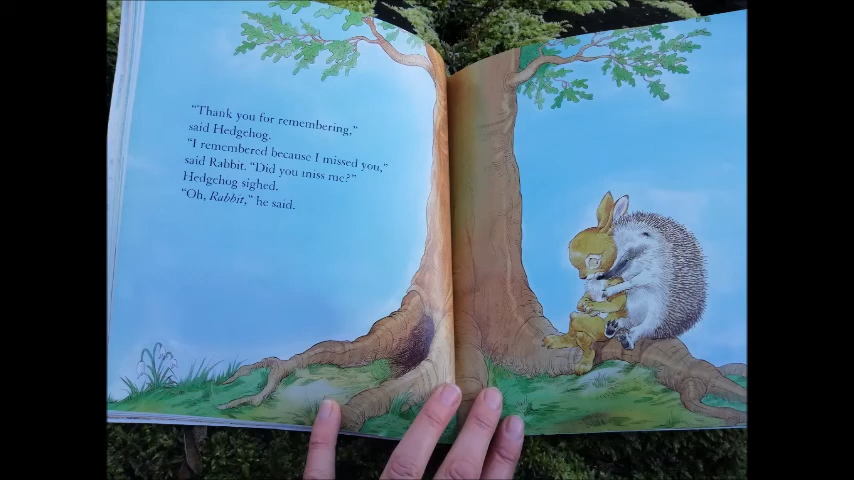 “Thank you for remembering,”
said Hedgehog.
“I remembered because I missed you,”
said Rabbit. “Did you miss me?”
Hedgehog sighed.
“Oh, Rabbit,” he said.